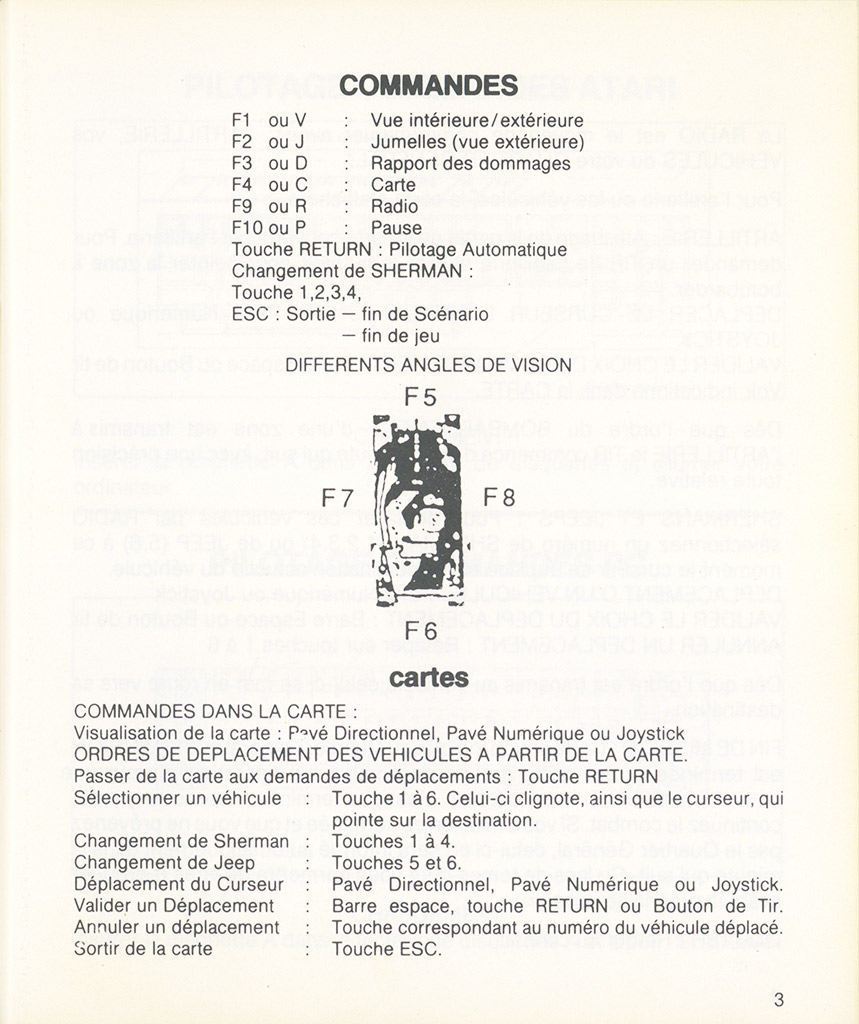 COMMANDES
F1 ou V : Vue intérieure/extérieure
F2 ou J : Jumelles (vue extérieure)
F3 ou D : Rapport des dommages
F4 ou C : Carte
F9 ou R : Radio
F10 ou P : Pause
Touche RETURN : Pilotage Automatique
Changement de SHERMAN :
Touche 1,2,3,4,
ESC : Sortie — fin de Scénario
— fin de jeu
DIFFERENTS ANGLES DE VISION
F5
F7 F8
F6
cartes
COMMANDES DANS LA CARTE :
Visualisation de la carte : Pavé Directionnel, Pavé Numérique ou Joystick
ORDRES DE DEPLACEMENT DES VEHICULES A PARTIR DE LA CARTE.
Passer de la carte aux demandes de déplacements : Touche RETURN
Sélectionner un véhicule : Touche 1 à 6. Celui-ci clignote, ainsi que le curseur, qui
pointe sur la destination.
Changement de Sherman : Touches 1 à 4.
Changement de Jeep : Touches 5 et 6.
Déplacement du Curseur : Pavé Directionnel, Pavé Numérique ou Joystick.
Valider un Déplacement : Barre espace, touche RETURN ou Bouton de Tir.
Annuler un déplacement : Touche correspondant au numéro du véhicule déplacé.
Sortir de la carte : Touche ESC.
3